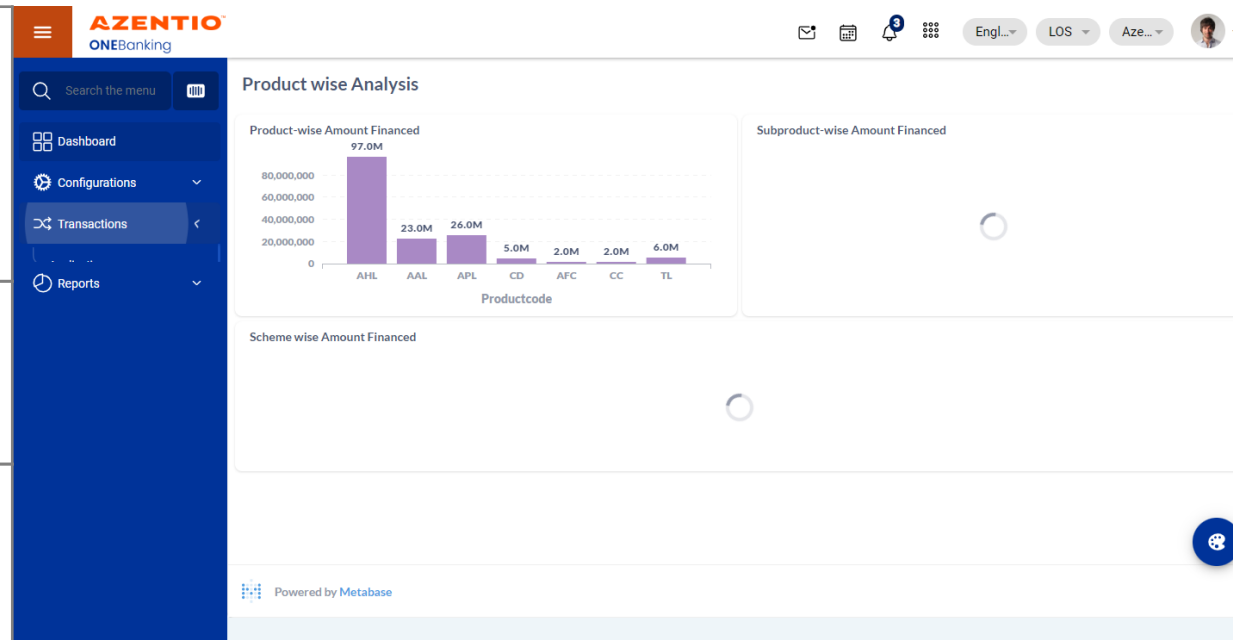 AZENTIO
ONEBanking
3
Engl...
LOS
Aze...
Search the menu
Dashboard
Configurations
Transactions
Reports
Product wise Analysis
Product-wise Amount Financed
97.0M
80,000,000
60,000,000
40,000,000
20,000,000
0
23.0M
26.0M
5.0M
2.0M
2.0M
6.0M
AHL AAL APL CD AFC CC TL
Productcode
Subproduct-wise Amount Financed
Scheme wise Amount Financed
Powered by Metabase